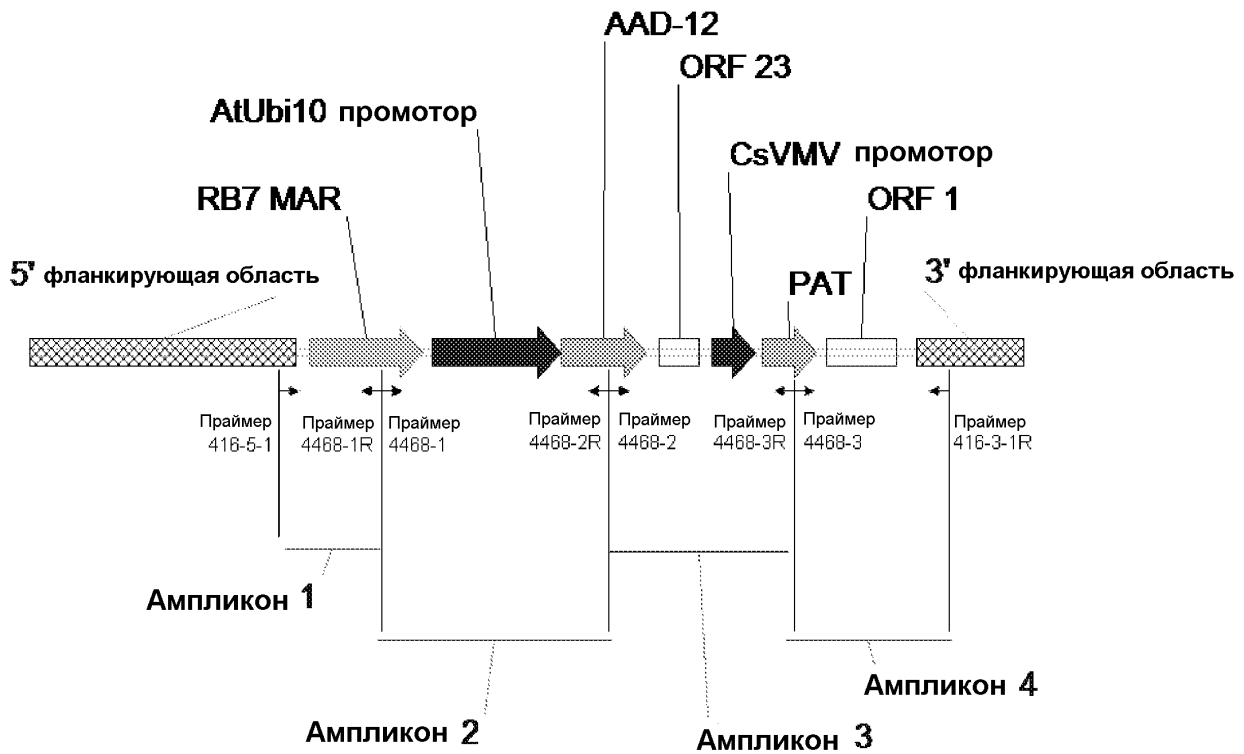 AAD-12
ORF 23
AtUbi10 промотор
CsVMV промотор
RB7 MAR
ORF 1
5' фланкирующая область
3' фланкирующая область
PAT
Праймер
416-5-1
Праймер
4468-1R
Праймер
4468-1
Праймер
4468-2R
Праймер
4468-2
Праймер
4468-3R
Праймер
4468-3
Праймер
416-3-1R
Ампликон 1
Ампликон 4
Ампликон 2
Ампликон 3